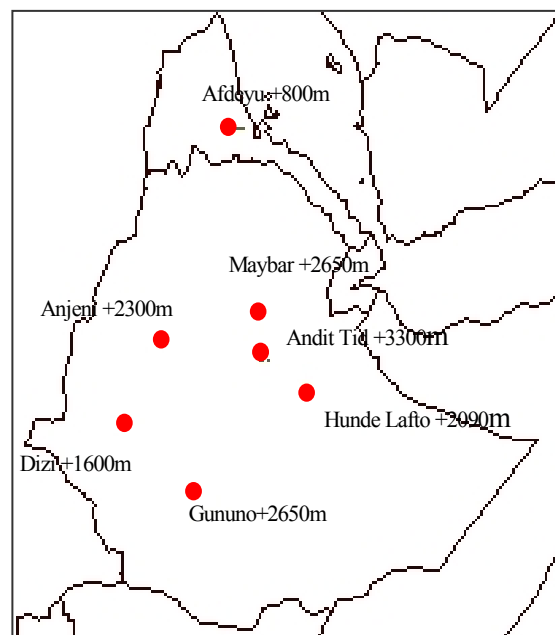 Afdeyu +800m
Maybar +2650m
Anjeni +2300m
Andit Tid +3300m
Hunde Lafto +2090m
Dizi +1600m
Gununo+2650m